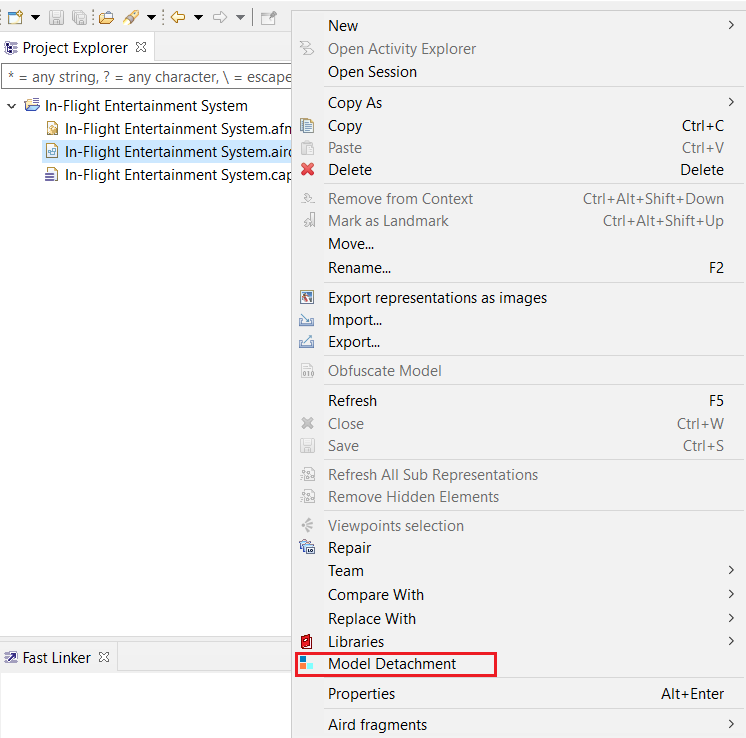 Project Explorer
* = any string, ? = any character, \ = escape
In-Flight Entertainment System
In-Flight Entertainment System.afm
In-Flight Entertainment System.aird
In-Flight Entertainment System.cap
Fast Linker
New
Open Activity Explorer
Open Session
Copy As
Copy Ctrl+C
Paste Ctrl+V
Delete Delete
Remove from Context Ctrl+Alt+Shift+Down
Mark as Landmark Ctrl+Alt+Shift+Up
Move...
Rename... F2
Export representations as images
Import...
Export...
Obfuscate Model
Refresh F5
Close Ctrl+W
Save Ctrl+S
Refresh All Sub Representations
Remove Hidden Elements
Viewpoints selection
Repair
Team
Compare With
Replace With
Libraries
Model Detachment
Properties Alt+Enter
Aird fragments